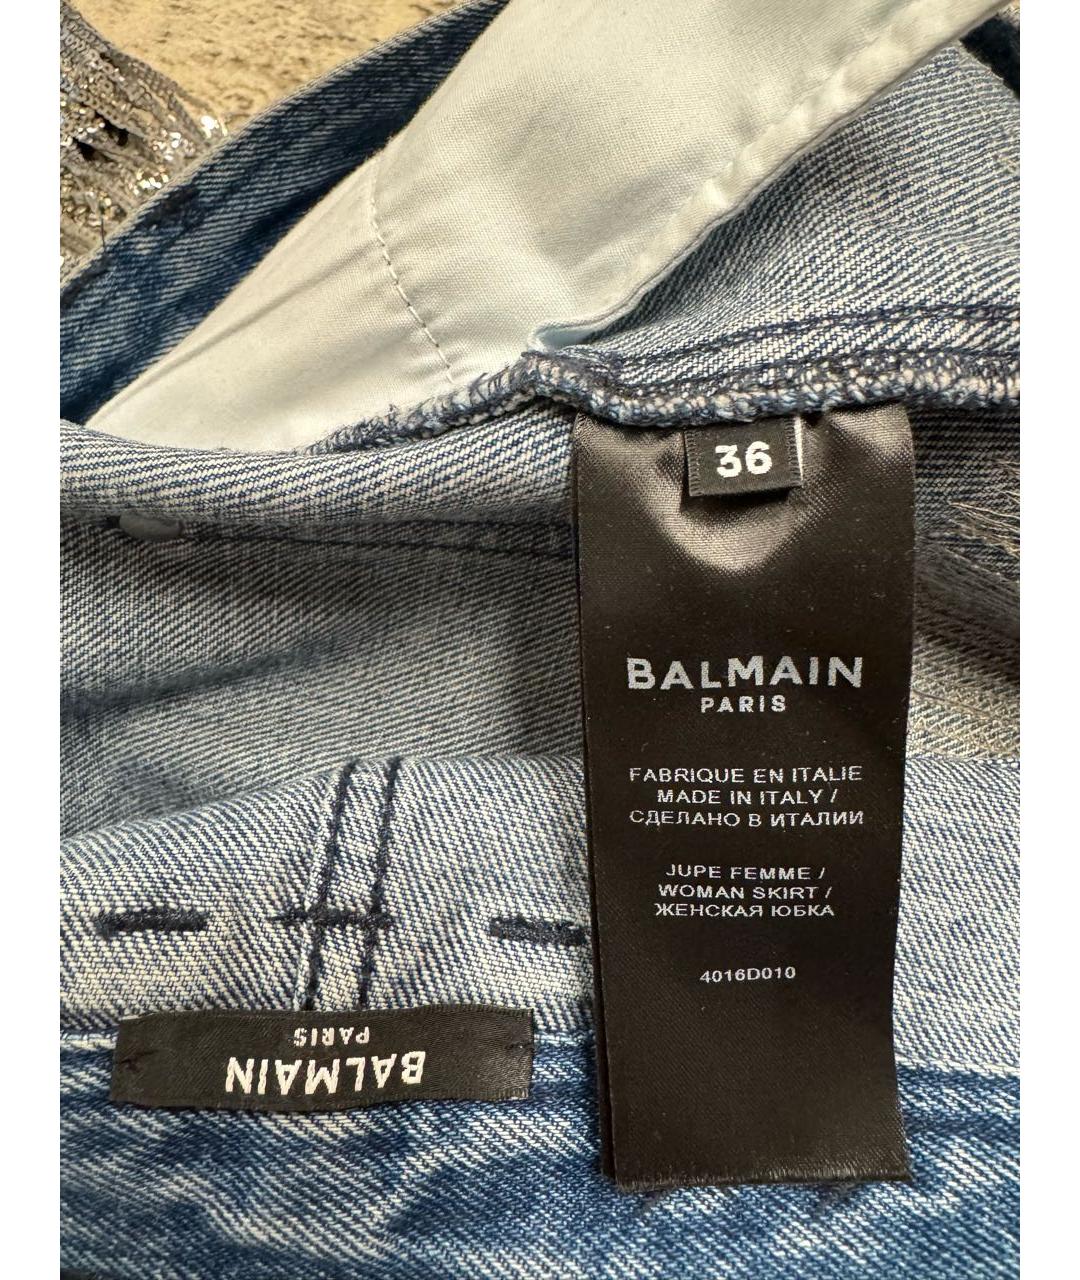 36
BALMAIN
PARIS
FABRIQUE EN ITALIE
MADE IN ITALY /
СДЕЛАНО В ИТАЛИИ
JUPE FEMME /
WOMAN SKIRT /
ЖЕНСКАЯ ЮБКА
4016D010
BALMAIN
PARIS